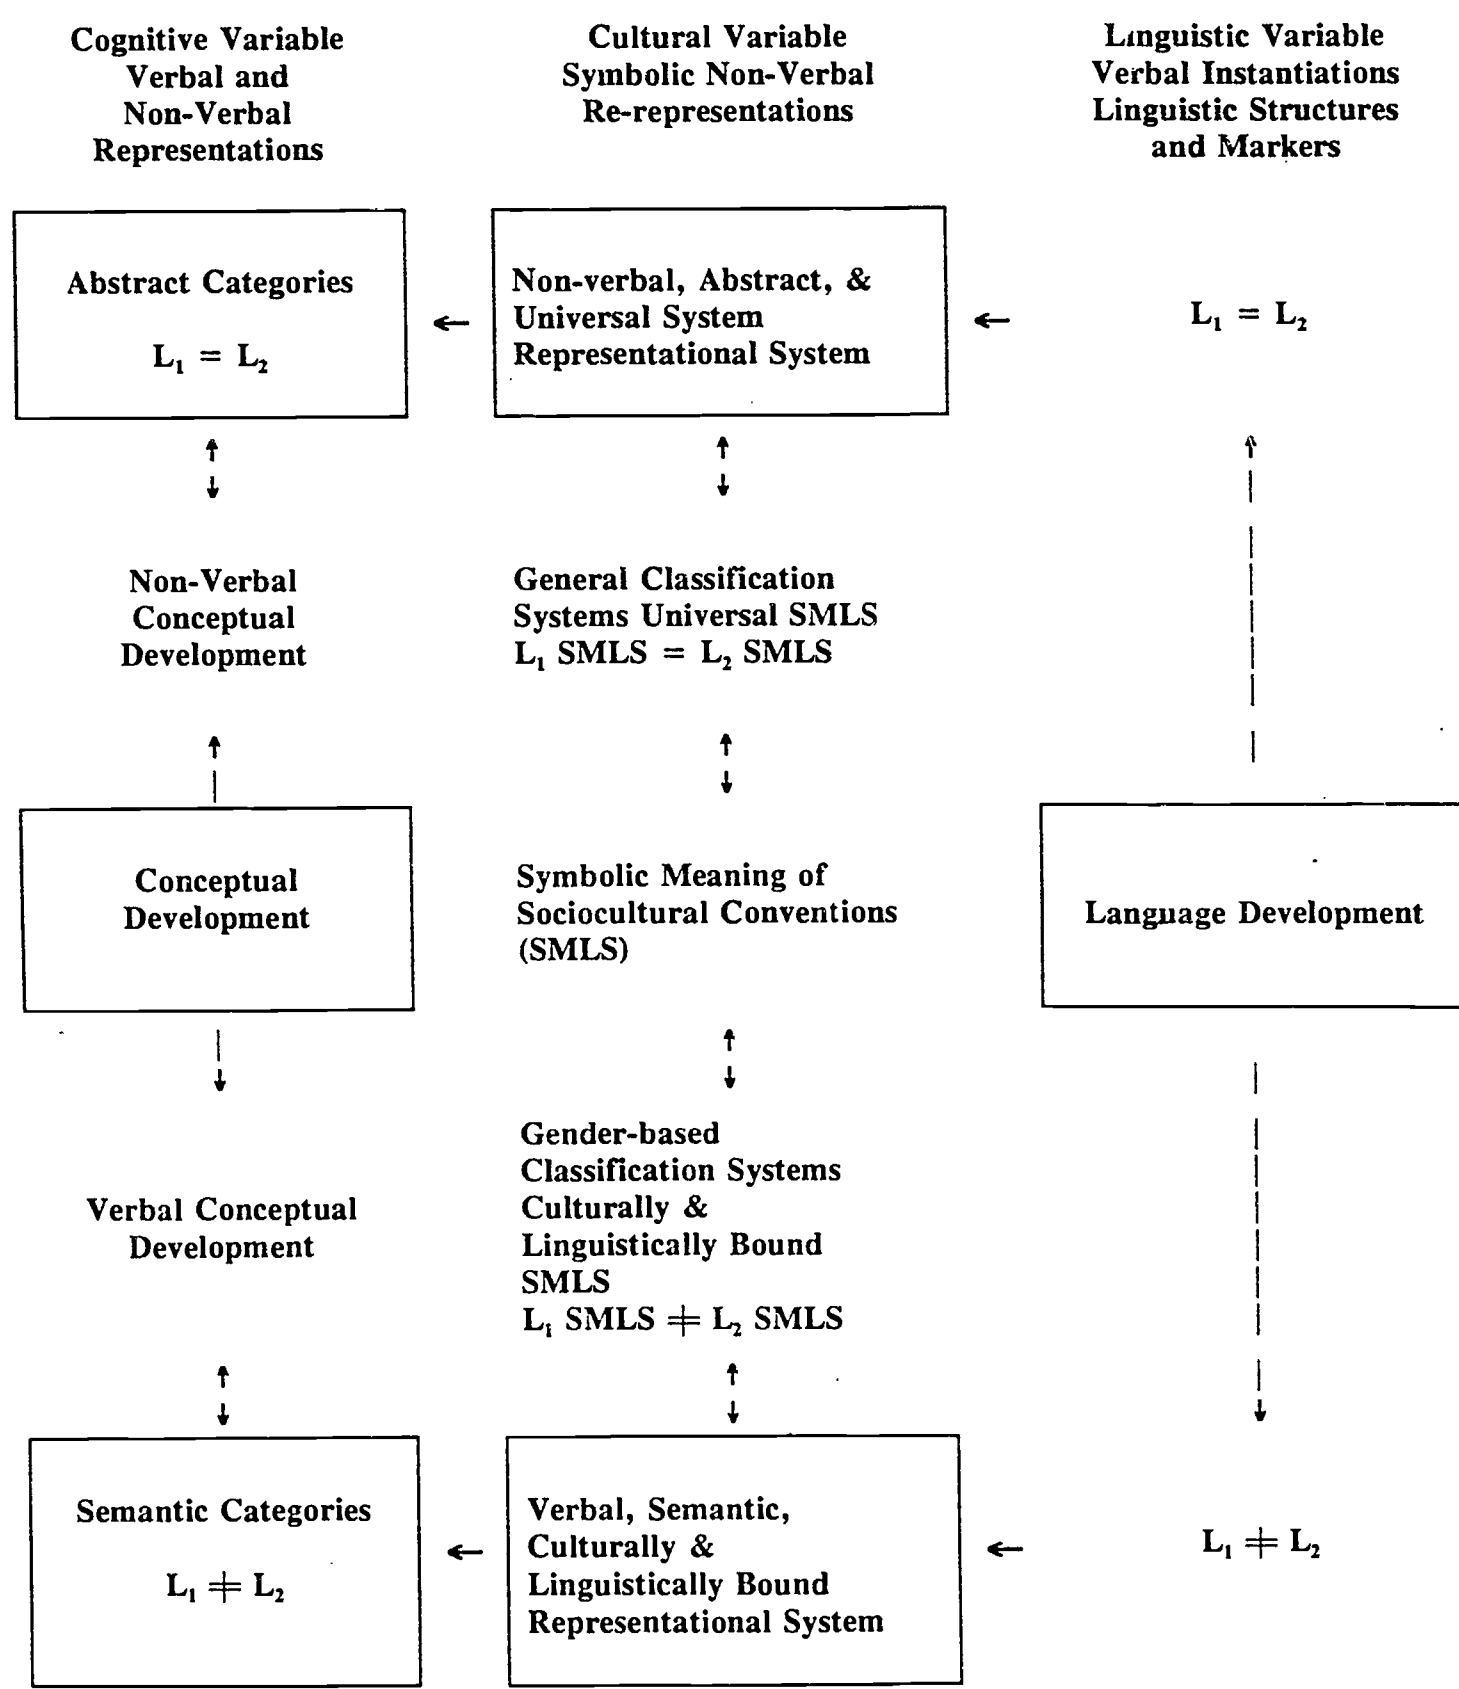 Cognitive Variable
Verbal and
Non-Verbal
Representations
Cultural Variable
Symbolic Non-Verbal
Re-representations
Linguistic Variable
Verbal Instantiations
Linguistic Structures
and Markers
Abstract Categories
L₁ = L₂
Non-verbal, Abstract, &
Universal System
Representational System
L₁ = L₂
Non-Verbal
Conceptual
Development
General Classification
Systems Universal SMLS
L₁ SMLS = L₂ SMLS
Conceptual
Development
Symbolic Meaning of
Sociocultural Conventions
(SMLS)
Language Development
Verbal Conceptual
Development
Gender-based
Classification Systems
Culturally &
Linguistically Bound
SMLS
L₁ SMLS ≠ L₂ SMLS
Semantic Categories
L₁ ≠ L₂
Verbal, Semantic,
Culturally &
Linguistically Bound
Representational System
L₁ ≠ L₂